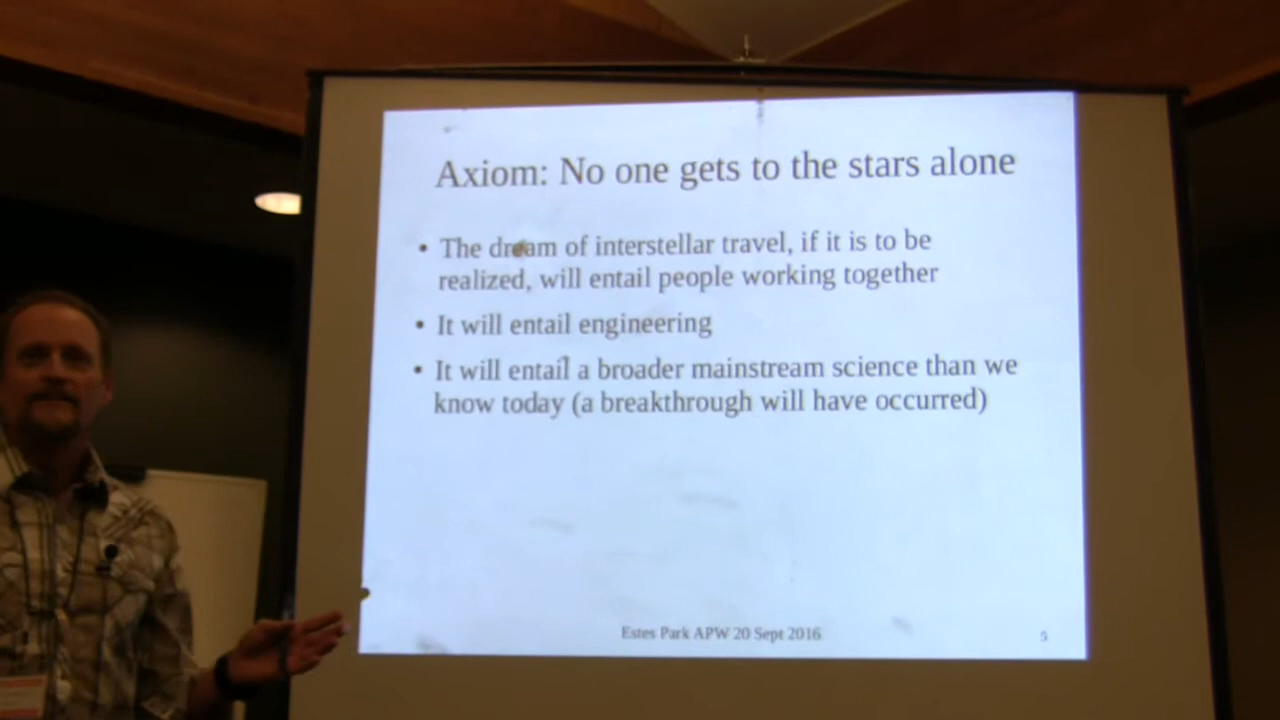 Axiom: No one gets to the stars alone
• The dream of interstellar travel, if it is to be
realized, will entail people working together
• It will entail engineering
• It will entail a broader mainstream science than we
know today (a breakthrough will have occurred)
Estes Park APW 20 Sept 2016
5